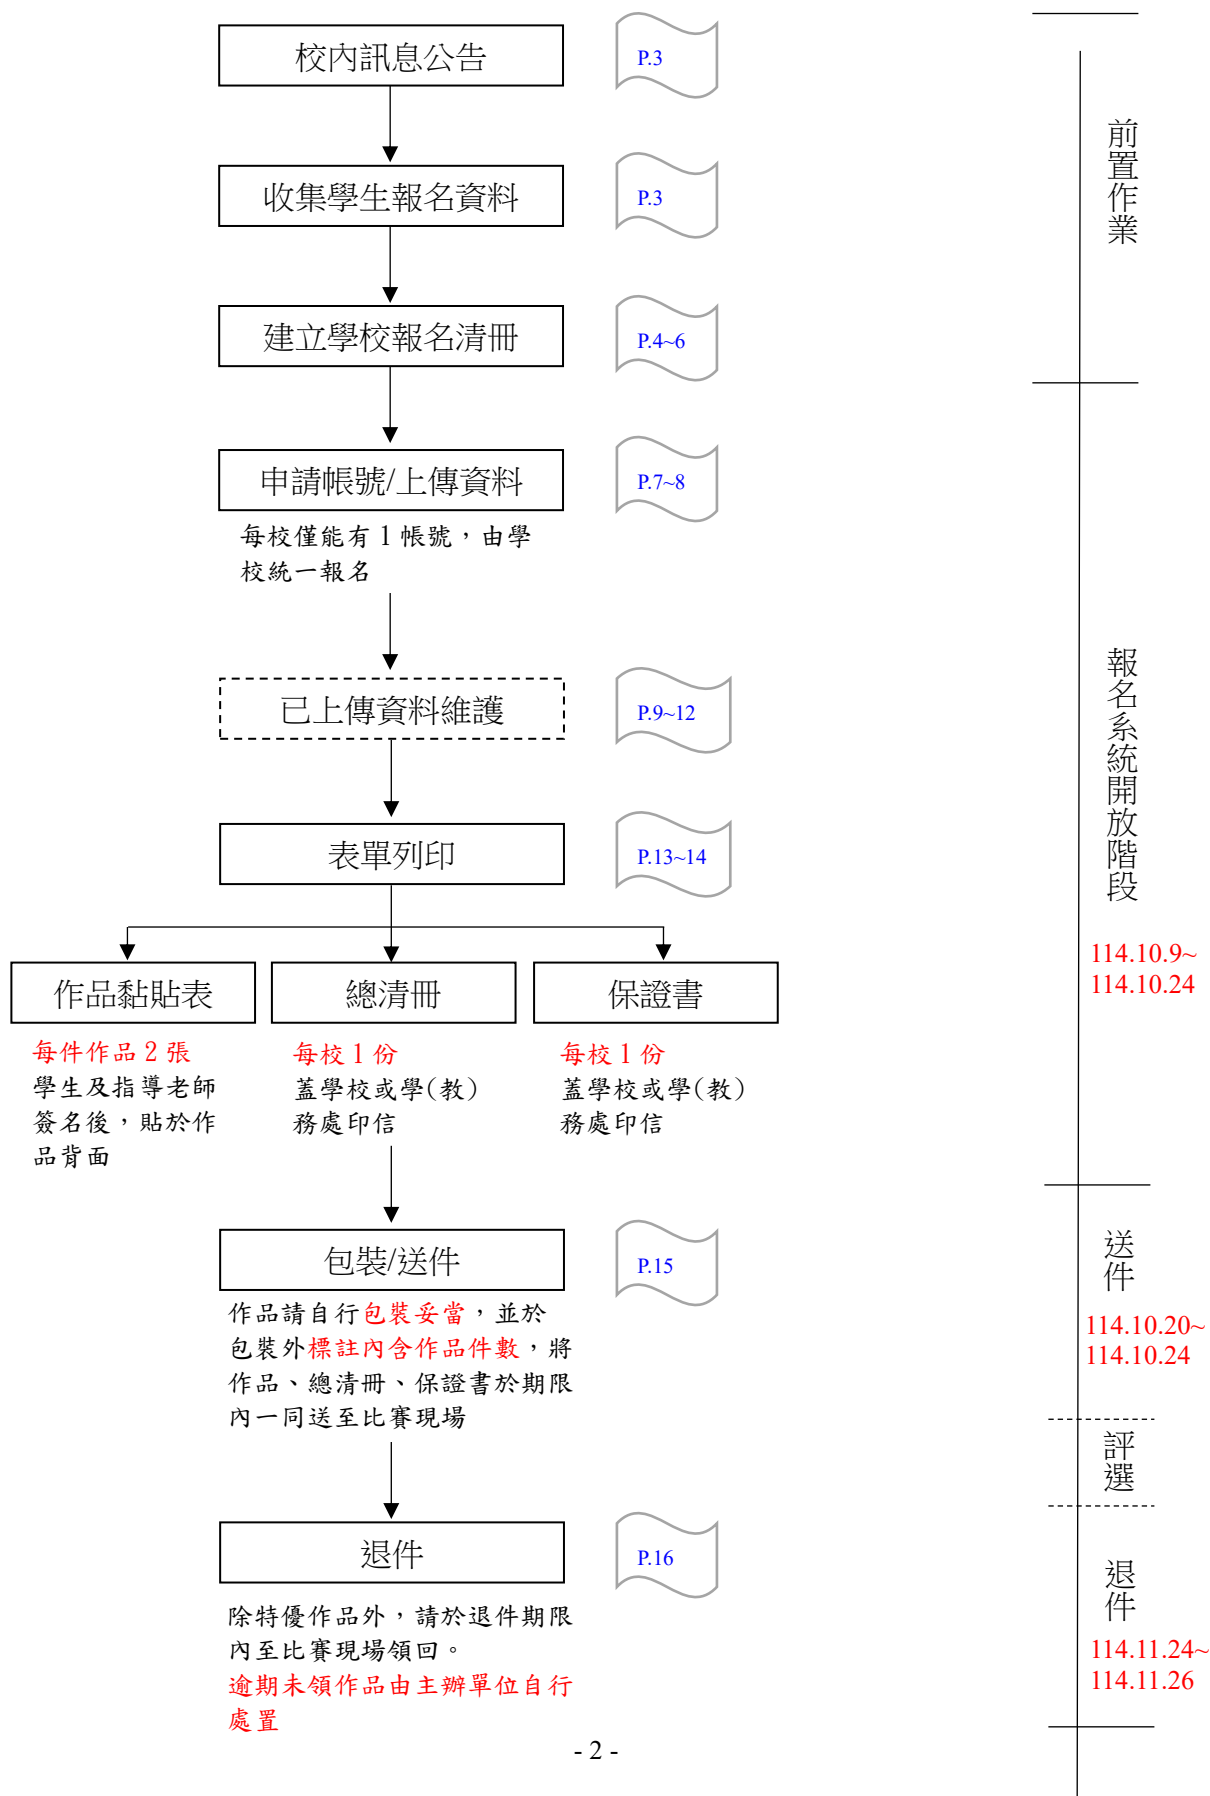 校內訊息公告
P.3
收集學生報名資料
P.3
建立學校報名清冊
P.4~6
前置作業
申請帳號/上傳資料
P.7~8
每校僅能有 1 帳號，由學
校統一報名
已上傳資料維護
P.9~12
表單列印
P.13~14
作品黏貼表
總清冊
保證書
每件作品 2 張
學生及指導老師
簽名後，貼於作
品背面
每校 1 份
蓋學校或學(教)
務處印信
每校 1 份
蓋學校或學(教)
務處印信
報名系統開放階段
114.10.9~
114.10.24
包裝/送件
P.15
作品請自行包裝妥當，並於
包裝外標註內含作品件數，將
作品、總清冊、保證書於期限
內一同送至比賽現場
送件
114.10.20~
114.10.24
評選
退件
P.16
除特優作品外，請於退件期限
內至比賽現場領回。
逾期未領作品由主辦單位自行
處置
退件
114.11.24~
114.11.26
- 2 -